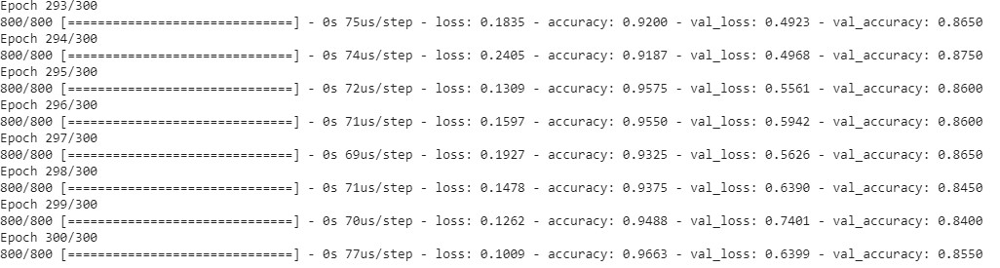 Epoch 293/300
800/800 [==============================] - 0s 75us/step - loss: 0.1835 - accuracy: 0.9200 - val_loss: 0.4923 - val_accuracy: 0.8650
Epoch 294/300
800/800 [==============================] - 0s 74us/step - loss: 0.2405 - accuracy: 0.9187 - val_loss: 0.4968 - val_accuracy: 0.8750
Epoch 295/300
800/800 [==============================] - 0s 72us/step - loss: 0.1309 - accuracy: 0.9575 - val_loss: 0.5561 - val_accuracy: 0.8600
Epoch 296/300
800/800 [==============================] - 0s 71us/step - loss: 0.1597 - accuracy: 0.9550 - val_loss: 0.5942 - val_accuracy: 0.8600
Epoch 297/300
800/800 [==============================] - 0s 69us/step - loss: 0.1927 - accuracy: 0.9325 - val_loss: 0.5626 - val_accuracy: 0.8650
Epoch 298/300
800/800 [==============================] - 0s 71us/step - loss: 0.1478 - accuracy: 0.9375 - val_loss: 0.6390 - val_accuracy: 0.8450
Epoch 299/300
800/800 [==============================] - 0s 70us/step - loss: 0.1262 - accuracy: 0.9488 - val_loss: 0.7401 - val_accuracy: 0.8400
Epoch 300/300
800/800 [==============================] - 0s 77us/step - loss: 0.1009 - accuracy: 0.9663 - val_loss: 0.6399 - val_accuracy: 0.8550